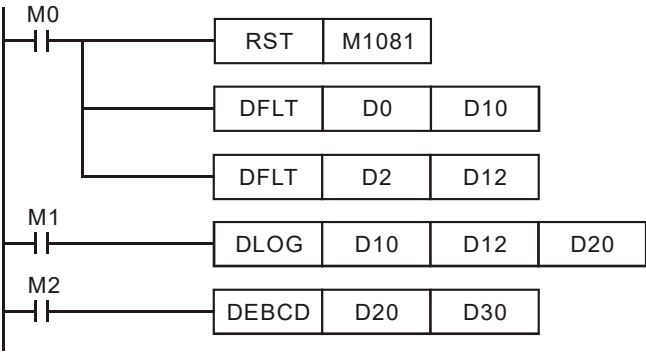 M0
RST M1081
DFLT D0 D10
DFLT D2 D12
M1
DLOG D10 D12 D20
M2
DEBCD D20 D30